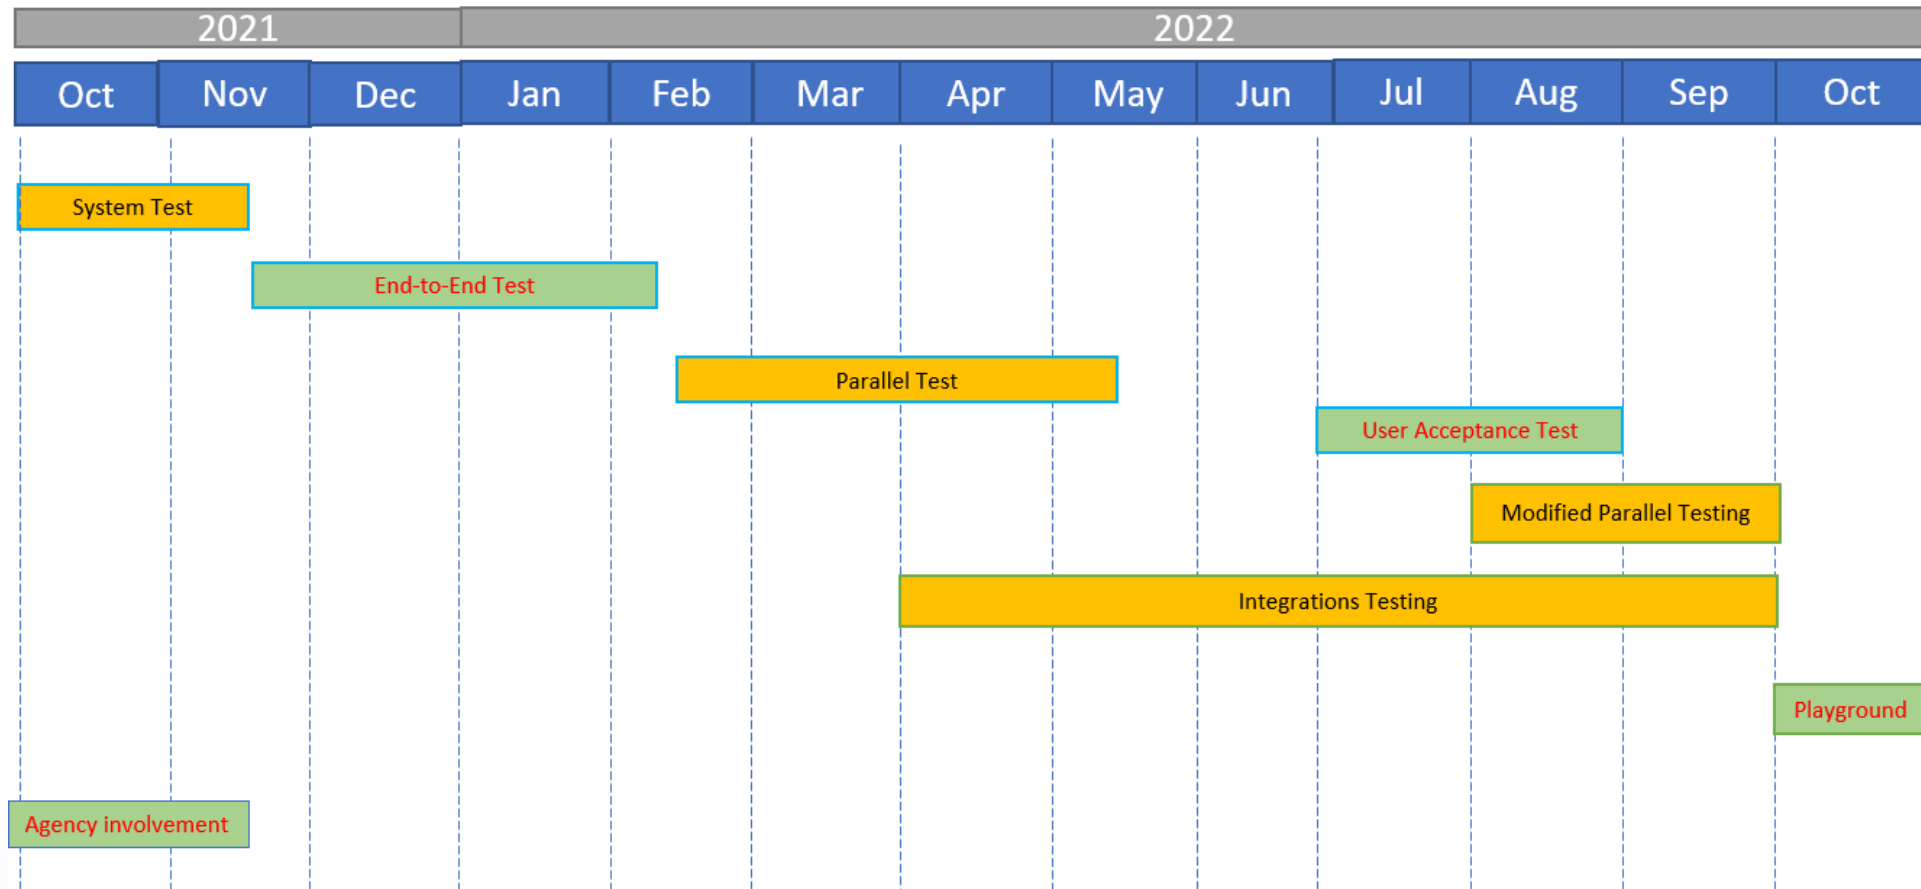 2021 2022
Oct Nov Dec Jan Feb Mar Apr May Jun Jul Aug Sep Oct
System Test
End-to-End Test
Parallel Test
User Acceptance Test
Modified Parallel Testing
Integrations Testing
Playground
Agency involvement